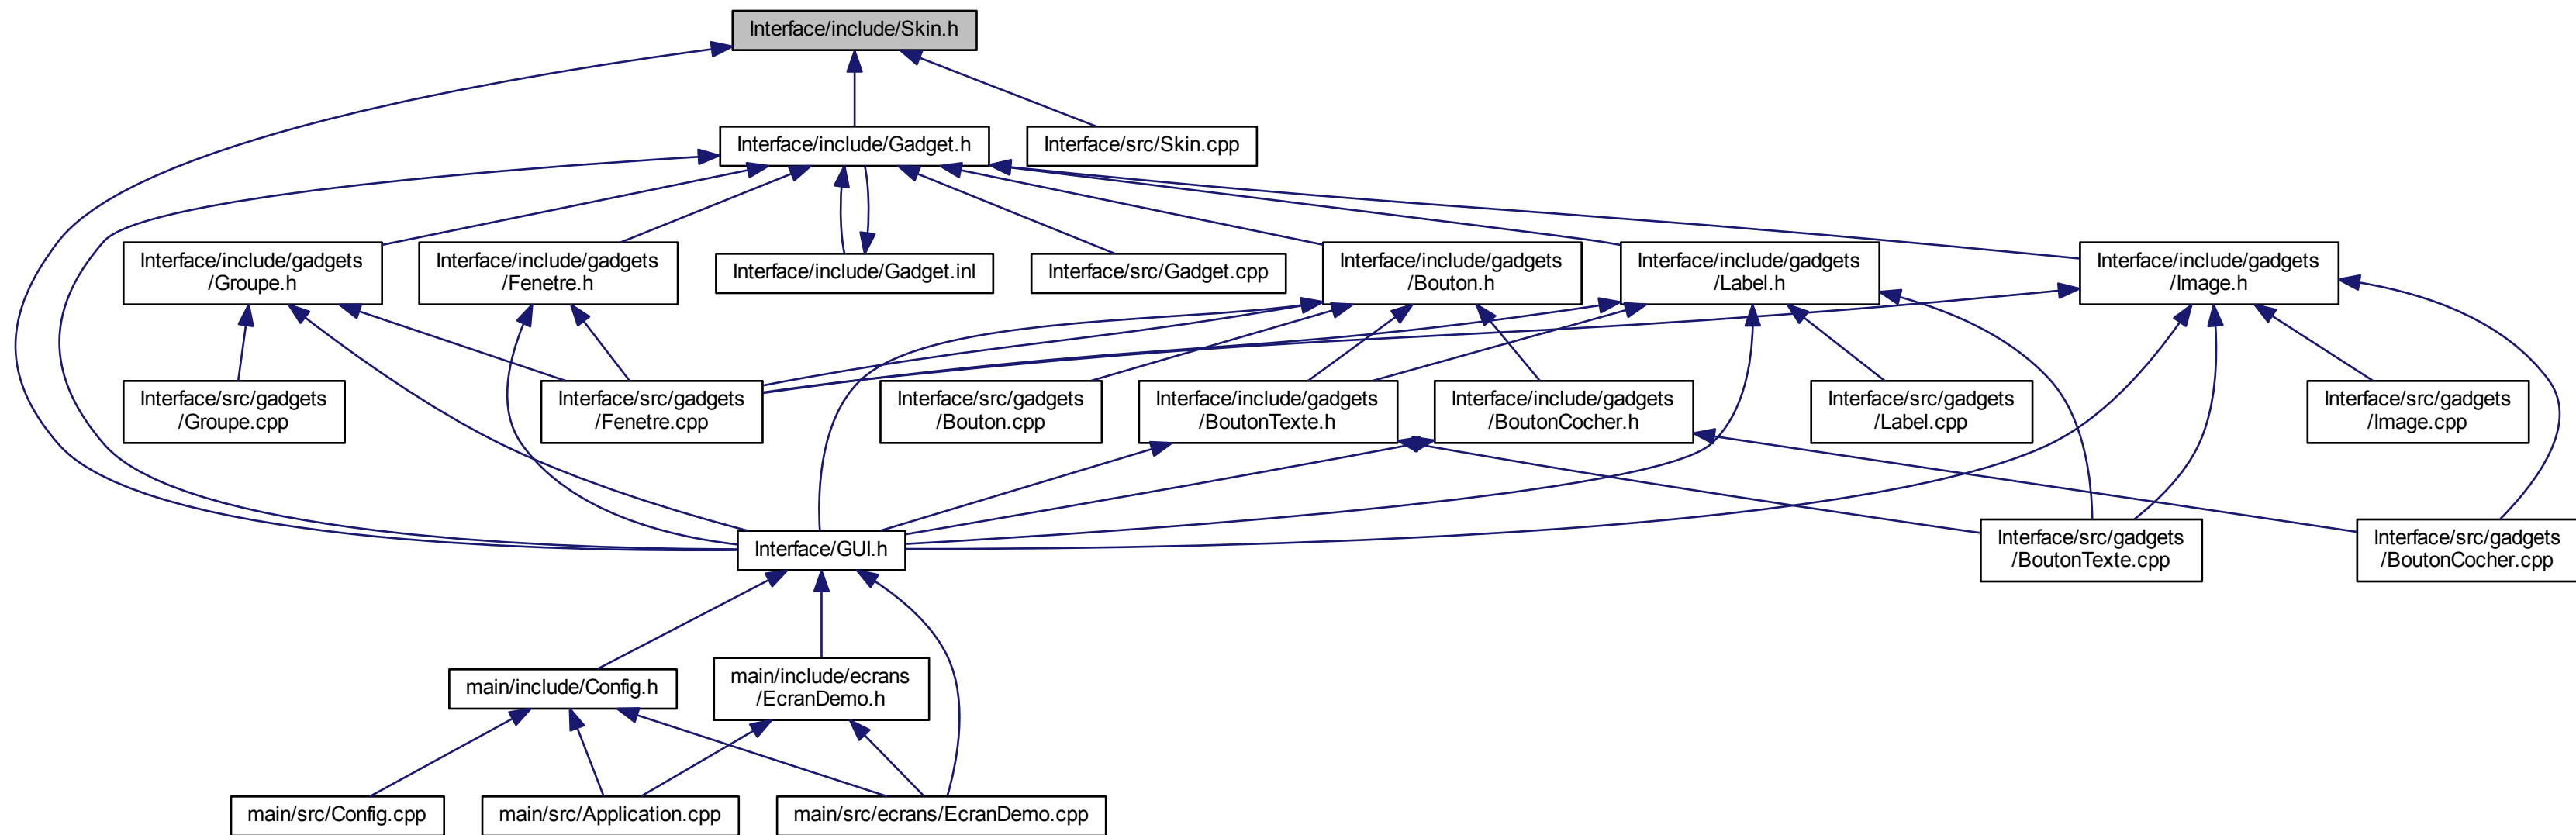 Interface/include/Skin.h
Interface/include/Gadget.h
Interface/src/Skin.cpp
Interface/include/gadgets
/Groupe.h
Interface/include/gadgets
/Fenetre.h
Interface/include/Gadget.inl
Interface/src/Gadget.cpp
Interface/include/gadgets
/Bouton.h
Interface/include/gadgets
/Label.h
Interface/include/gadgets
/Image.h
Interface/src/gadgets
/Groupe.cpp
Interface/src/gadgets
/Fenetre.cpp
Interface/src/gadgets
/Bouton.cpp
Interface/include/gadgets
/BoutonTexte.h
Interface/include/gadgets
/BoutonCocher.h
Interface/src/gadgets
/Label.cpp
Interface/src/gadgets
/Image.cpp
Interface/GUI.h
Interface/src/gadgets
/BoutonTexte.cpp
Interface/src/gadgets
/BoutonCocher.cpp
main/include/Config.h
main/include/ecrans
/EcranDemo.h
main/src/Config.cpp
main/src/Application.cpp
main/src/ecrans/EcranDemo.cpp